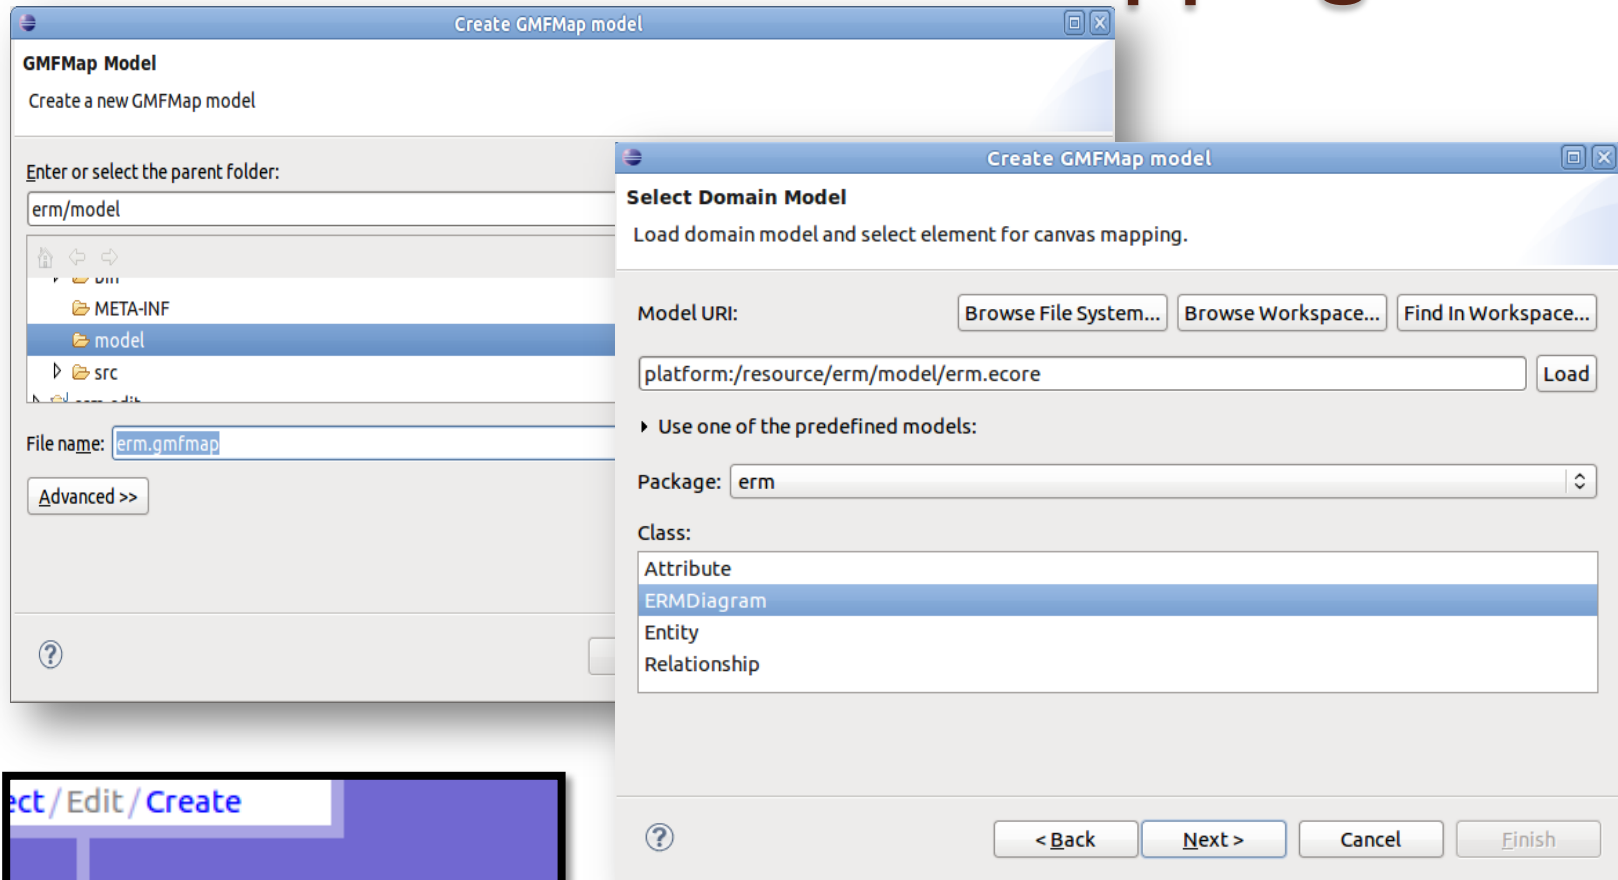 Create GMFMap model
GMFMap Model
Create a new GMFMap model
Enter or select the parent folder:
erm/model
bin
META-INF
model
src
File name: erm.gmfmap
Advanced >>
Create GMFMap model
Select Domain Model
Load domain model and select element for canvas mapping.
Model URI: Browse File System... Browse Workspace... Find In Workspace...
platform:/resource/erm/model/erm.ecore Load
Use one of the predefined models:
Package: erm
Class:
Attribute
ERMDiagram
Entity
Relationship
< Back Next > Cancel Finish
ect / Edit / Create